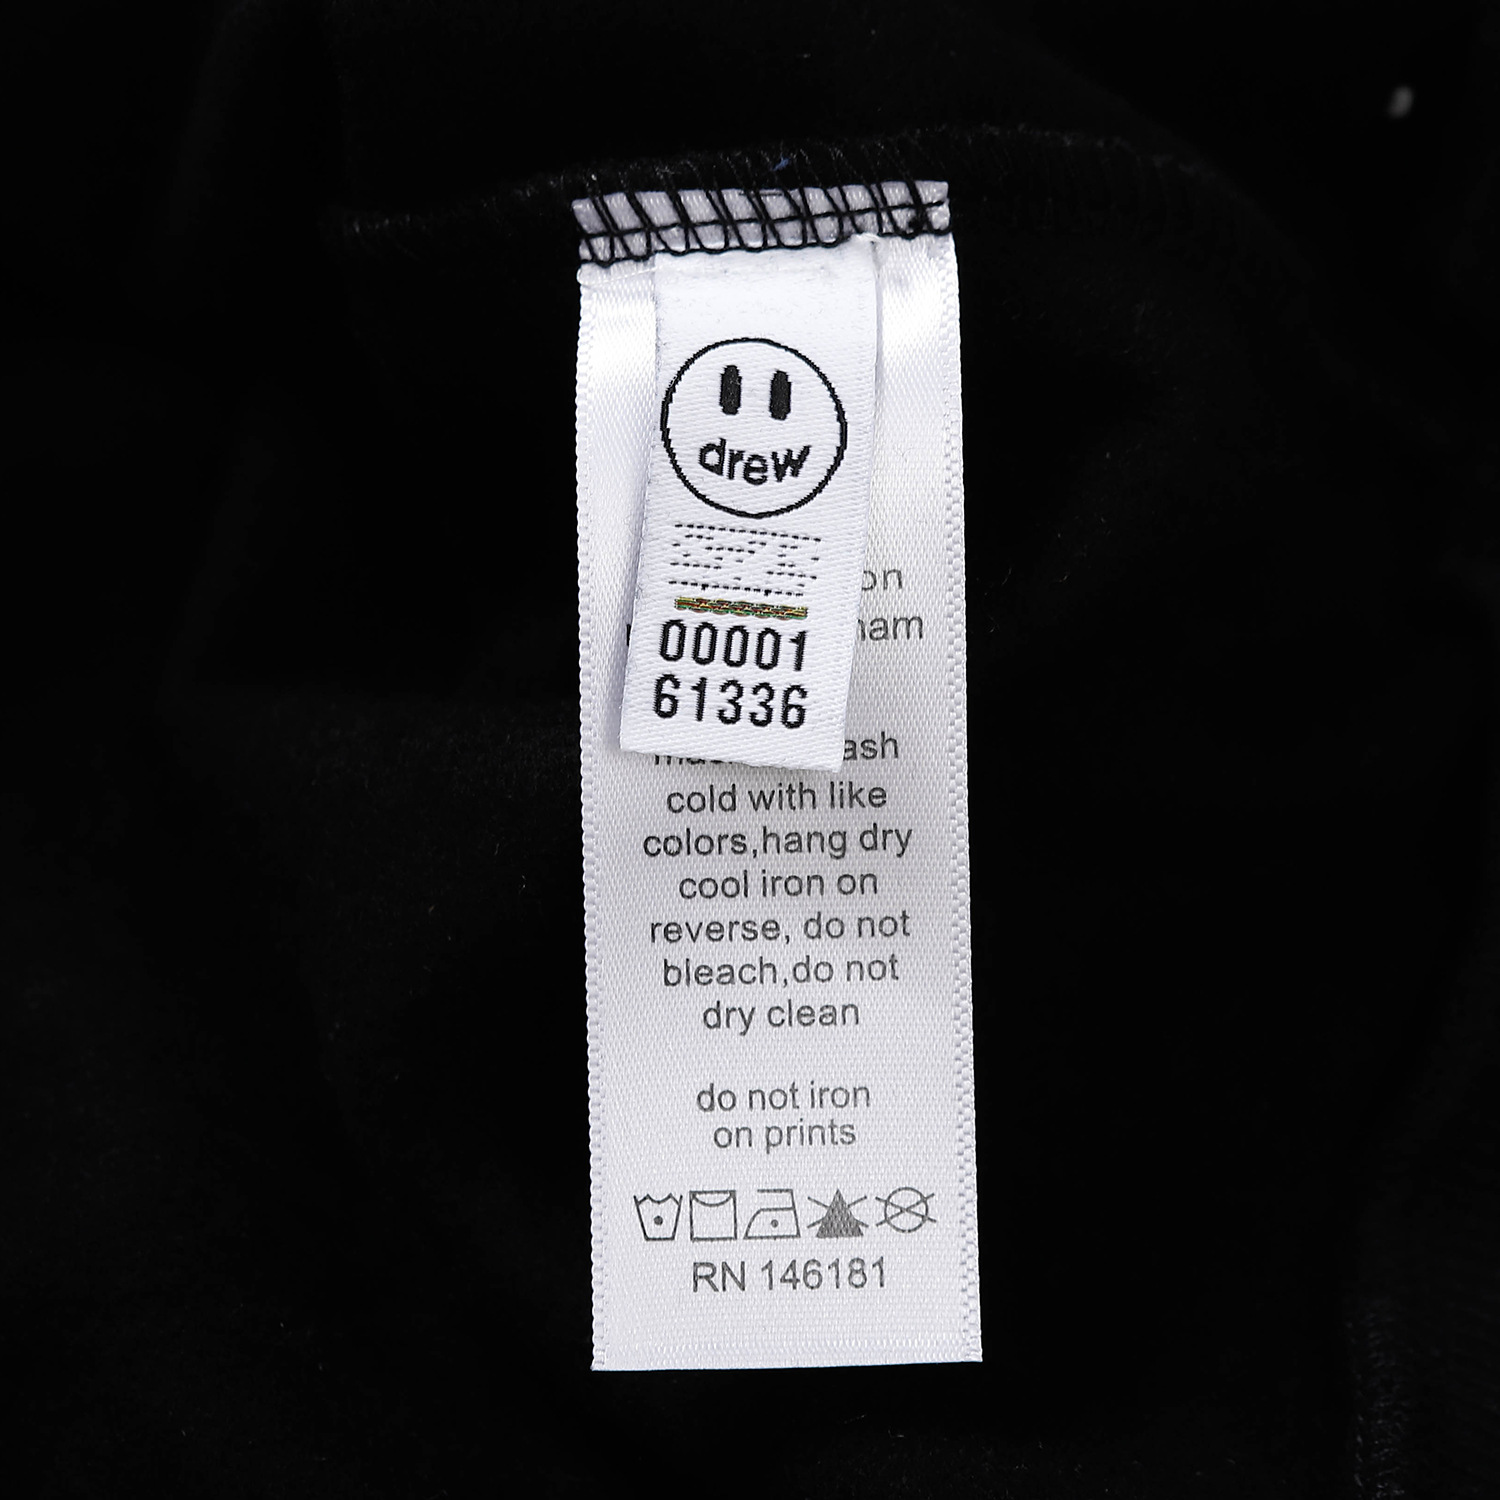 drew
00001
61336
cold with like
colors,hang dry
cool iron on
reverse, do not
bleach,do not
dry clean
do not iron
on prints
RN 146181